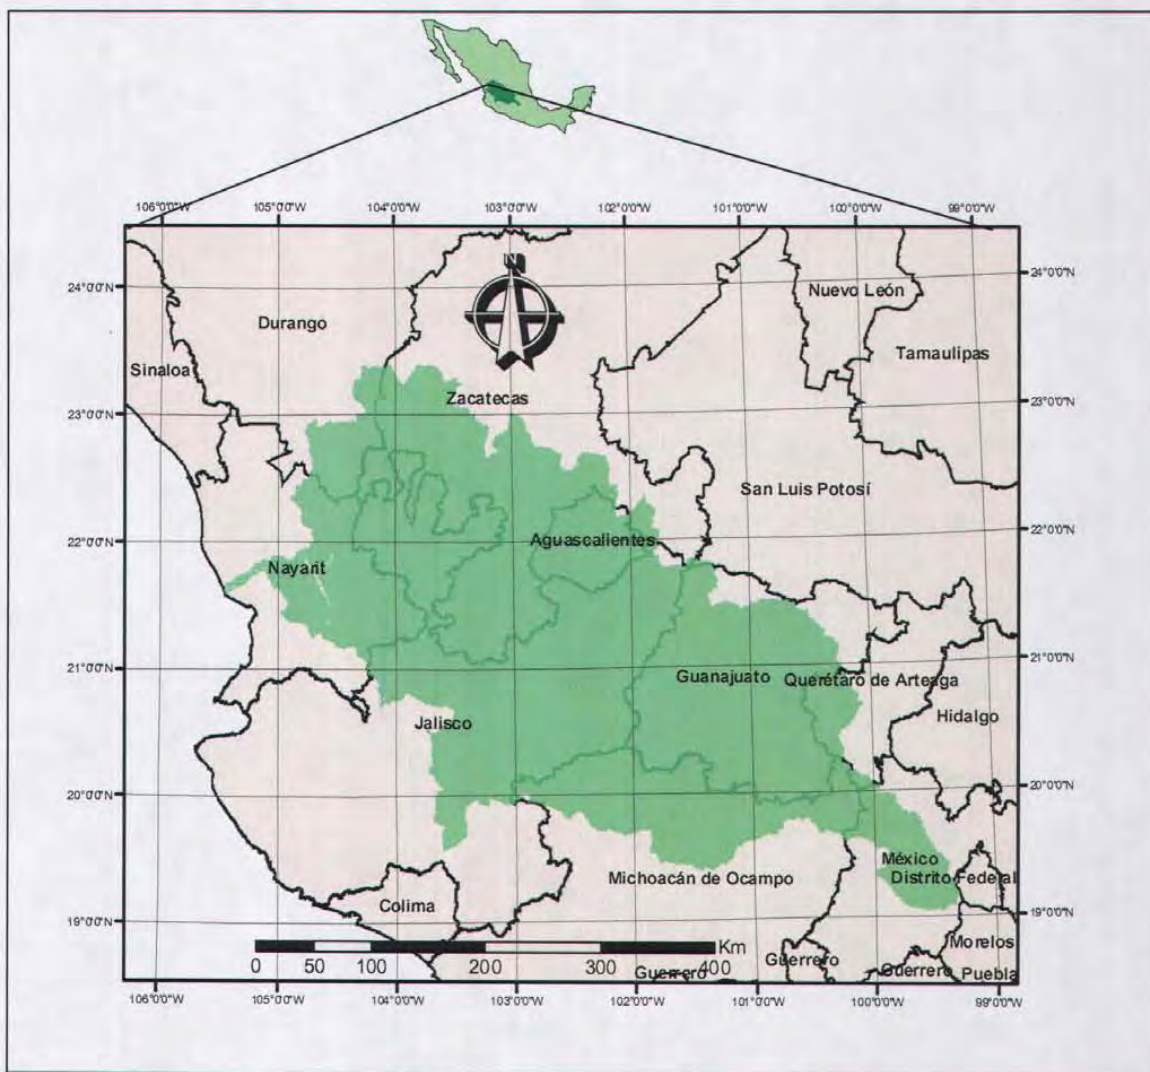 106°0'0"W 105°0'0"W 104°0'0"W 103°0'0"W 102°0'0"W 101°0'0"W 100°0'0"W 99°0'0"W
N
24°0'0"N 24°0'0"N
Nuevo León
Durango
Tamaulipas
Sinaloa
Zacatecas
23°0'0"N 23°0'0"N
San Luis Potosí
22°0'0"N Aguascalientes 22°0'0"N
Nayarit
21°0'0"N 21°0'0"N
Guanajuato Querétaro de Arteaga
Jalisco Hidalgo
20°0'0"N 20°0'0"N
México
Michoacán de Ocampo Distrito Federal
Colima
19°0'0"N 19°0'0"N
Km Morelos
0 50 100 200 300 400
Guerrero Guerrero Guerrero Puebla
106°0'0"W 105°0'0"W 104°0'0"W 103°0'0"W 102°0'0"W 101°0'0"W 100°0'0"W 99°0'0"W